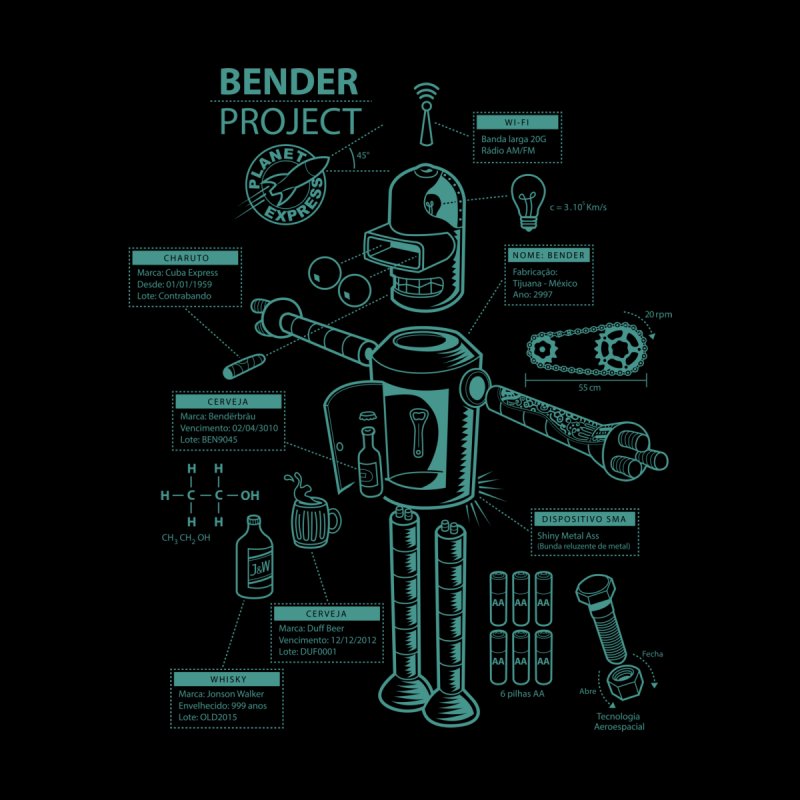 BENDER
PROJECT
PLANET
EXPRESS
45°
WI-FI
Banda larga 20G
Rádio AM/FM
c = 3.10⁵ Km/s
CHARUTO
Marca: Cuba Express
Desde: 01/01/1959
Lote: Contrabando
NOME: BENDER
Fabricação:
Tijuana - México
Ano: 2997
20 rpm
55 cm
CERVEJA
Marca: Bendërbräu
Vencimento: 02/04/3010
Lote: BEN9045
H H
H C C OH
H H
CH₃ CH₂ OH
J&W
DISPOSITIVO SMA
Shiny Metal Ass
(Bunda reluzente de metal)
CERVEJA
Marca: Duff Beer
Vencimento: 12/12/2012
Lote: DUF0001
AA AA AA
AA AA AA
6 pilhas AA
Fecha
Abre
Tecnologia
Aeroespacial
WHISKY
Marca: Jonson Walker
Envelhecido: 999 anos
Lote: OLD2015